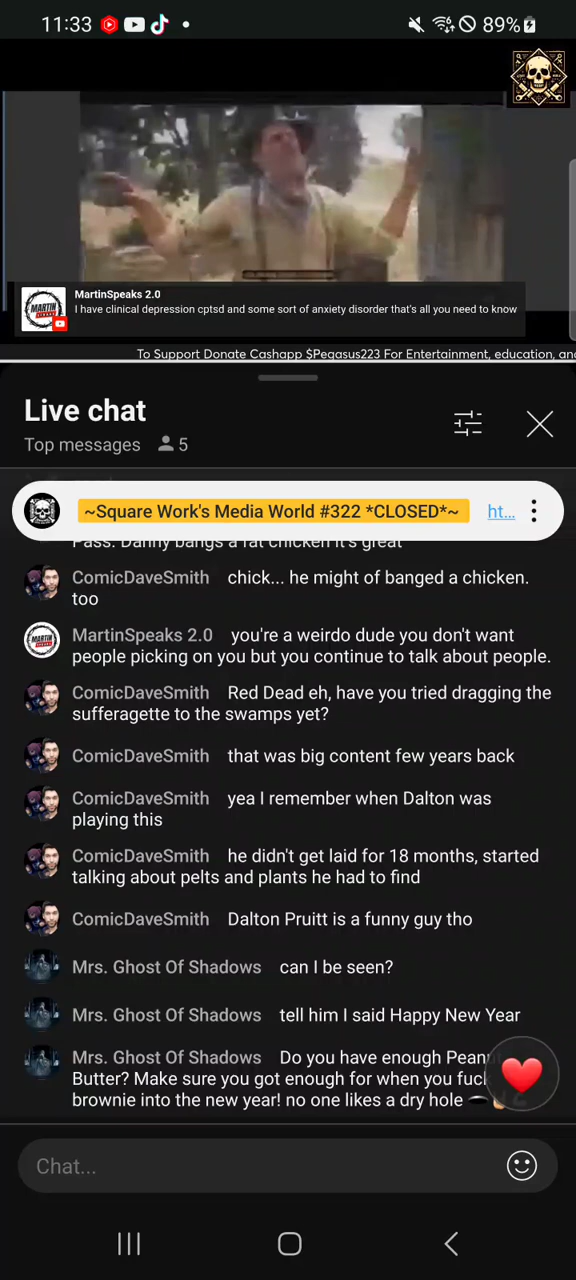 11:33
89%
MartinSpeaks 2.0
I have clinical depression cptsd and some sort of anxiety disorder that's all you need to know
MARTIN
To Support Donate Cashapp $Pegasus223 For Entertainment, education, an
Live chat
Top messages 5
~Square Work's Media World #322 *CLOSED*~ ht...
Pass. Danny bangs a fat chicken it's great
ComicDaveSmith chick... he might of banged a chicken.
too
MartinSpeaks 2.0 you're a weirdo dude you don't want
people picking on you but you continue to talk about people.
ComicDaveSmith Red Dead eh, have you tried dragging the
sufferagette to the swamps yet?
ComicDaveSmith that was big content few years back
ComicDaveSmith yea I remember when Dalton was
playing this
ComicDaveSmith he didn't get laid for 18 months, started
talking about pelts and plants he had to find
ComicDaveSmith Dalton Pruitt is a funny guy tho
Mrs. Ghost Of Shadows can I be seen?
Mrs. Ghost Of Shadows tell him I said Happy New Year
Mrs. Ghost Of Shadows Do you have enough Peanu
Butter? Make sure you got enough for when you fuck
brownie into the new year! no one likes a dry hole
Chat...